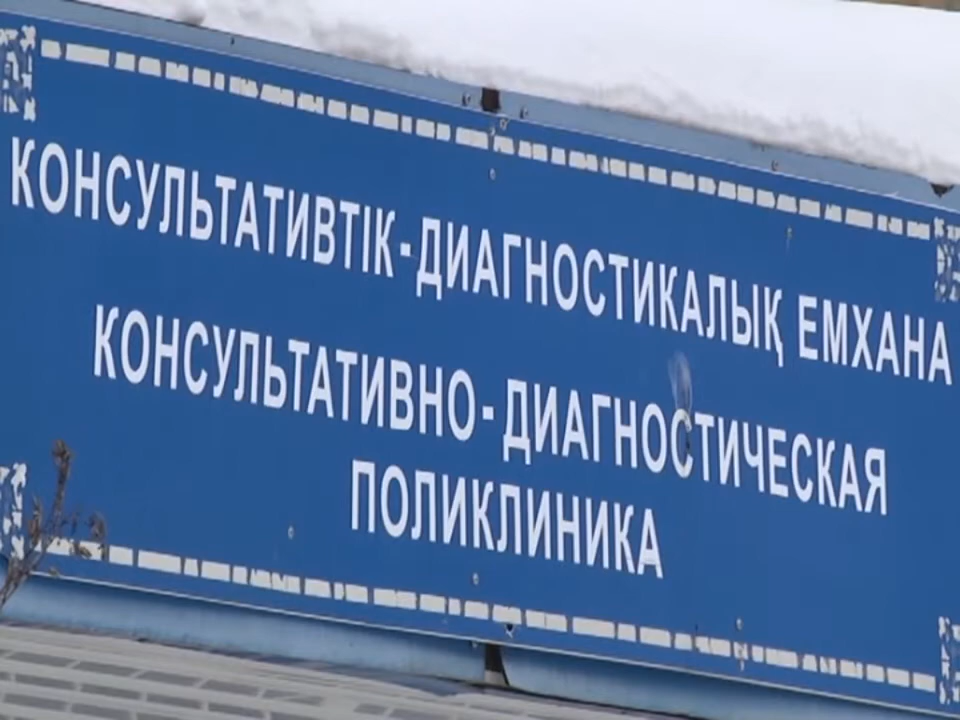 КОНСУЛЬТАТИВТІК-ДИАГНОСТИКАЛЫҚ ЕМХАНА
КОНСУЛЬТАТИВНО-ДИАГНОСТИЧЕСКАЯ
ПОЛИКЛИНИКА